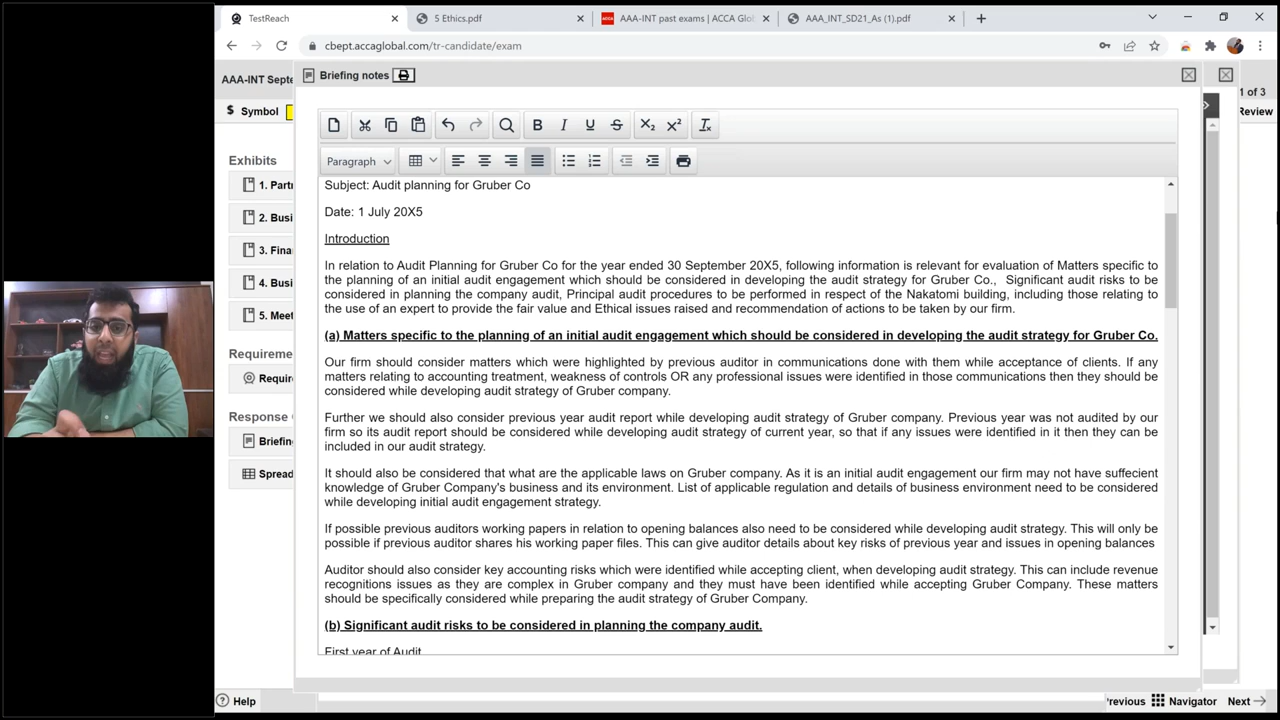 TestReach
5 Ethics.pdf
AAA-INT past exams | ACCA Glo
AAA_INT_SD21_As (1).pdf
cbept.accaglobal.com/tr-candidate/exam
AAA-INT Septe
Briefing notes
1 of 3
$ Symbol
Review
Exhibits
1. Partn
2. Busi
3. Fina
4. Busi
5. Meet
Requireme
Require
Response O
Briefin
Spread
Paragraph
Subject: Audit planning for Gruber Co
Date: 1 July 20X5
Introduction
In relation to Audit Planning for Gruber Co for the year ended 30 September 20X5, following information is relevant for evaluation of Matters specific to
the planning of an initial audit engagement which should be considered in developing the audit strategy for Gruber Co., Significant audit risks to be
considered in planning the company audit, Principal audit procedures to be performed in respect of the Nakatomi building, including those relating to
the use of an expert to provide the fair value and Ethical issues raised and recommendation of actions to be taken by our firm.
(a) Matters specific to the planning of an initial audit engagement which should be considered in developing the audit strategy for Gruber Co.
Our firm should consider matters which were highlighted by previous auditor in communications done with them while acceptance of clients. If any
matters relating to accounting treatment, weakness of controls OR any professional issues were identified in those communications then they should be
considered while developing audit strategy of Gruber company.
Further we should also consider previous year audit report while developing audit strategy of Gruber company. Previous year was not audited by our
firm so its audit report should be considered while developing audit strategy of current year, so that if any issues were identified in it then they can be
included in our audit strategy.
It should also be considered that what are the applicable laws on Gruber company. As it is an initial audit engagement our firm may not have suffecient
knowledge of Gruber Company's business and its environment. List of applicable regulation and details of business environment need to be considered
while developing initial audit engagement strategy.
If possible previous auditors working papers in relation to opening balances also need to be considered while developing audit strategy. This will only be
possible if previous auditor shares his working paper files. This can give auditor details about key risks of previous year and issues in opening balances
Auditor should also consider key accounting risks which were identified while accepting client, when developing audit strategy. This can include revenue
recognitions issues as they are complex in Gruber company and they must have been identified while accepting Gruber Company. These matters
should be specifically considered while preparing the audit strategy of Gruber Company.
(b) Significant audit risks to be considered in planning the company audit.
First year of Audit
Help
revious
Navigator
Next